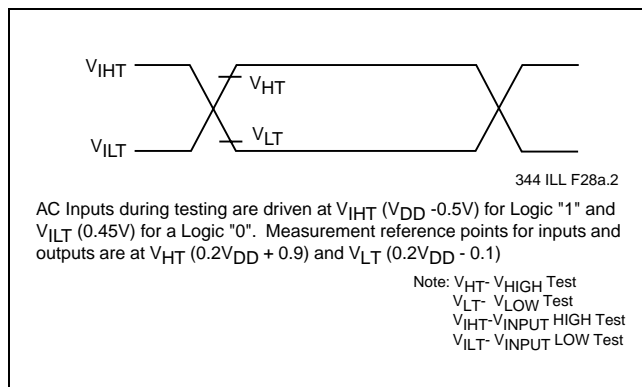 VIHT
VHT
VLT
VILT
344 ILL F28a.2
AC Inputs during testing are driven at VIHT (VDD -0.5V) for Logic "1" and
VILT (0.45V) for a Logic "0". Measurement reference points for inputs and
outputs are at VHT (0.2VDD + 0.9) and VLT (0.2VDD - 0.1)
Note: VHT- VHIGH Test
VLT- VLOW Test
VIHT-VINPUT HIGH Test
VILT- VINPUT LOW Test